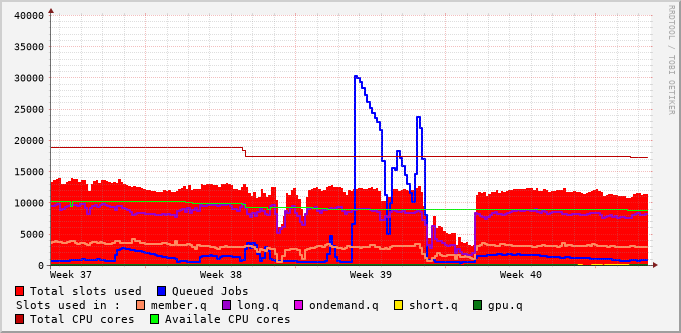 40000
35000
30000
25000
20000
15000
10000
5000
0
Week 37 Week 38 Week 39 Week 40
RRDTOOL / TOBI OETIKER
Total slots used Queued Jobs
Slots used in : member.q long.q ondemand.q short.q gpu.q
Total CPU cores Availale CPU cores